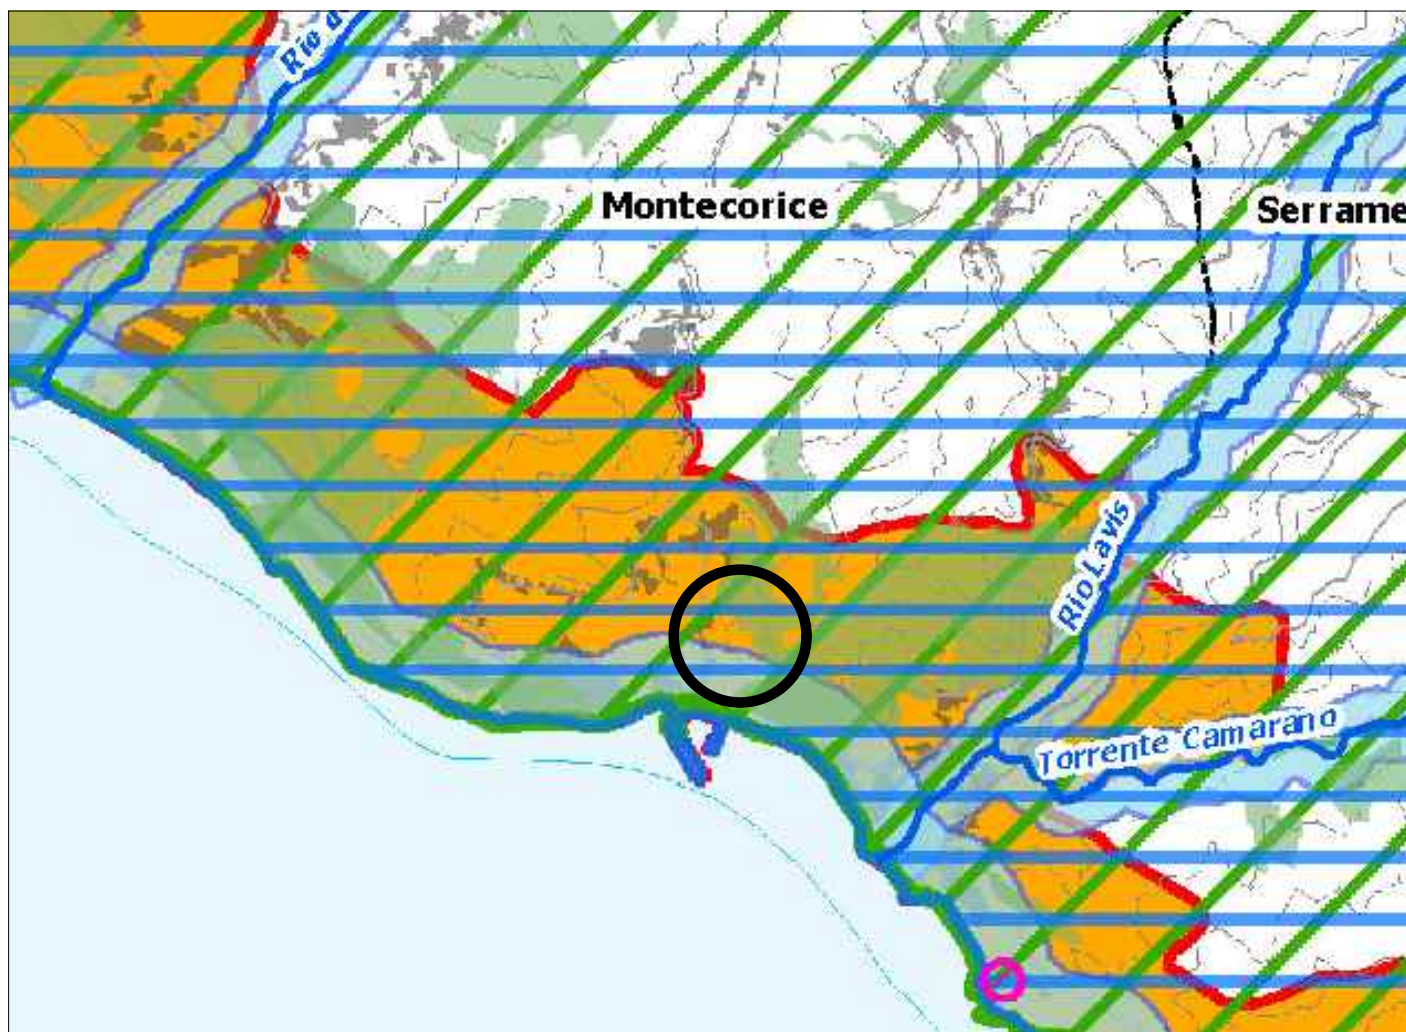 Rio d
Montecorice
Serrame
Rio Lavis
Torrente Camarano